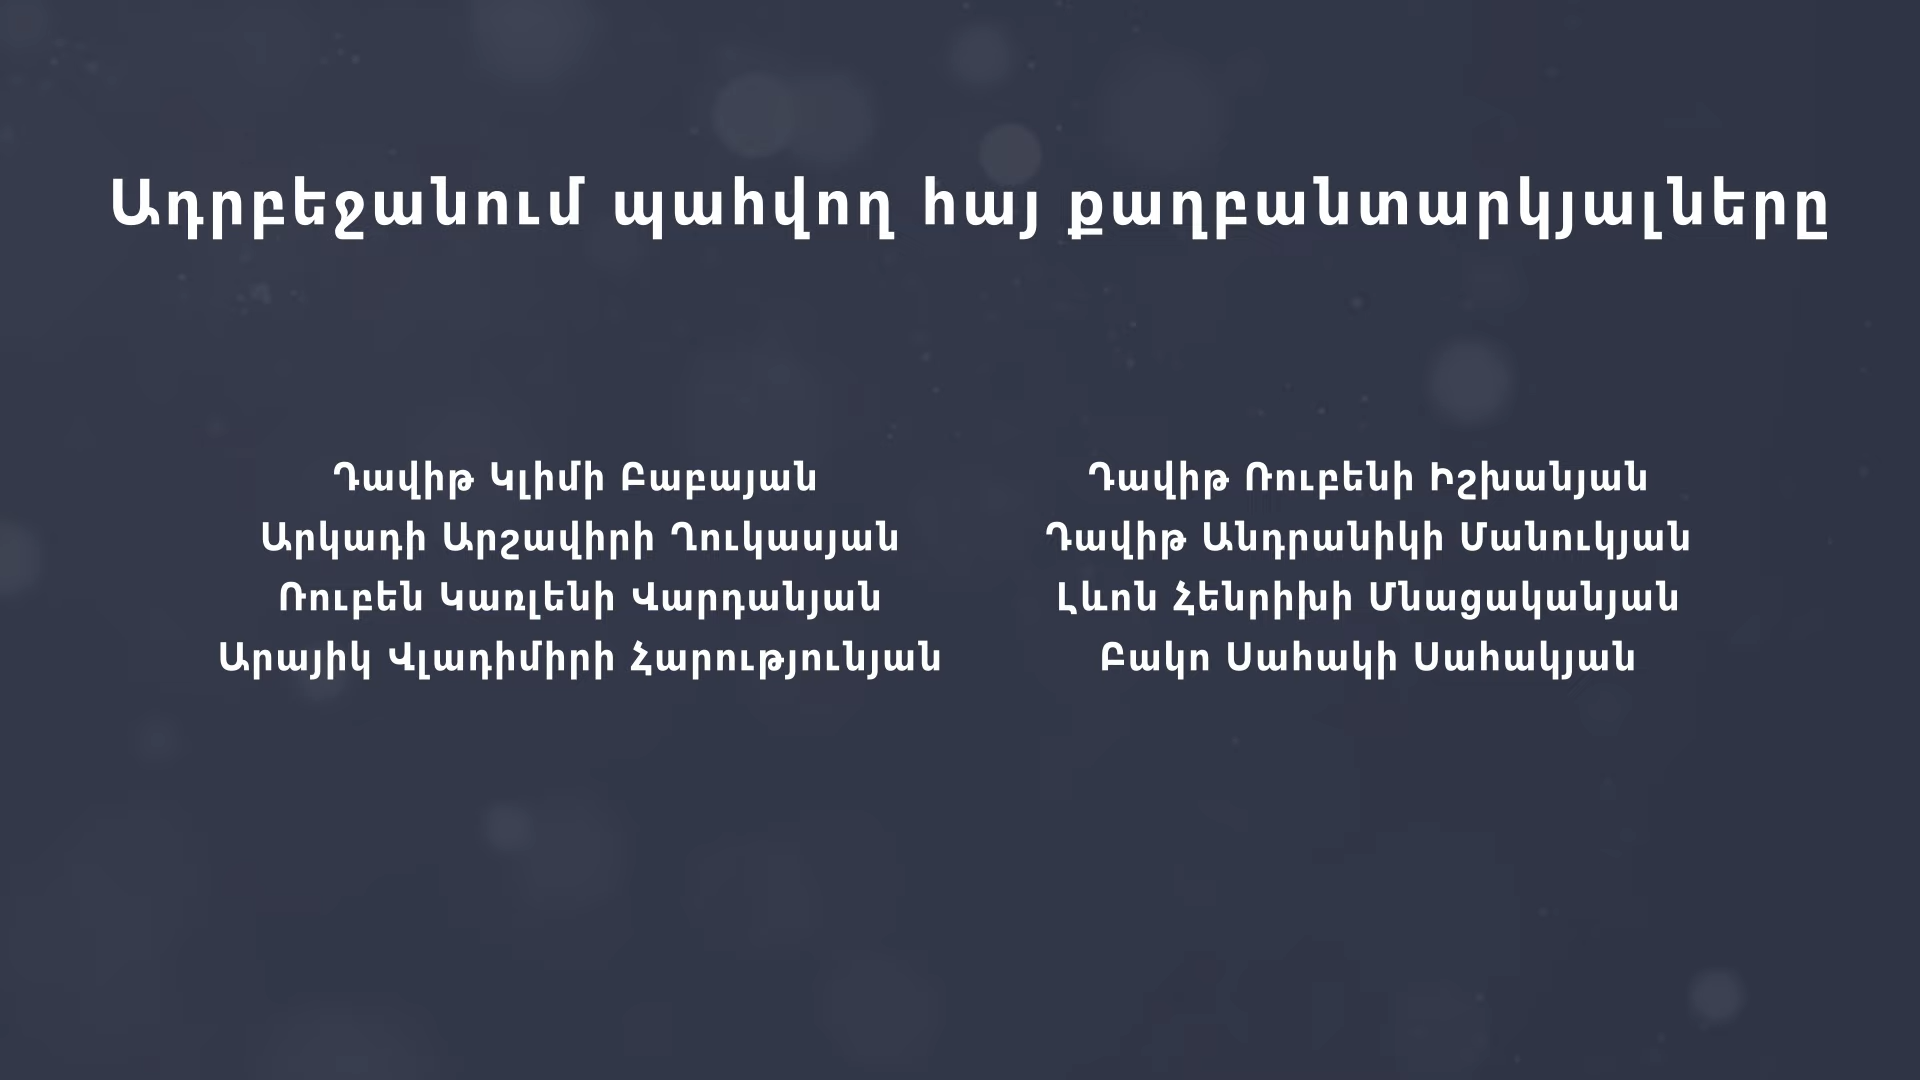 Ադրբեջանում պահվող հայ քաղբանտարկյալները
Դավիթ Կլիմի Բաբայան
Արկադի Արշավիրի Ղուկասյան
Ռուբեն Կառլենի Վարդանյան
Արայիկ Վլադիմիրի Հարությունյան
Դավիթ Ռուբենի Իշխանյան
Դավիթ Անդրանիկի Մանուկյան
Լևոն Հենրիխի Մնացականյան
Բակո Սահակի Սահակյան